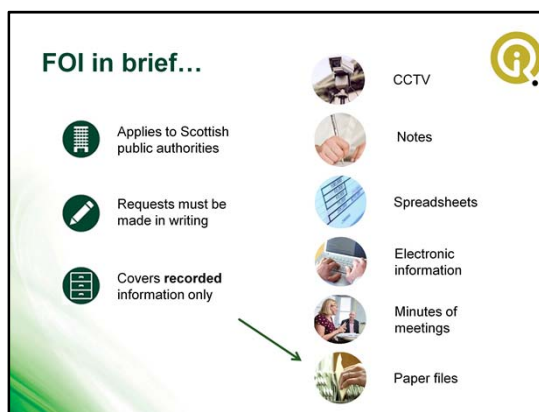 FOI in brief…
Applies to Scottish
public authorities
Requests must be
made in writing
Covers recorded
information only
CCTV
Notes
Spreadsheets
Electronic
information
Minutes of
meetings
Paper files